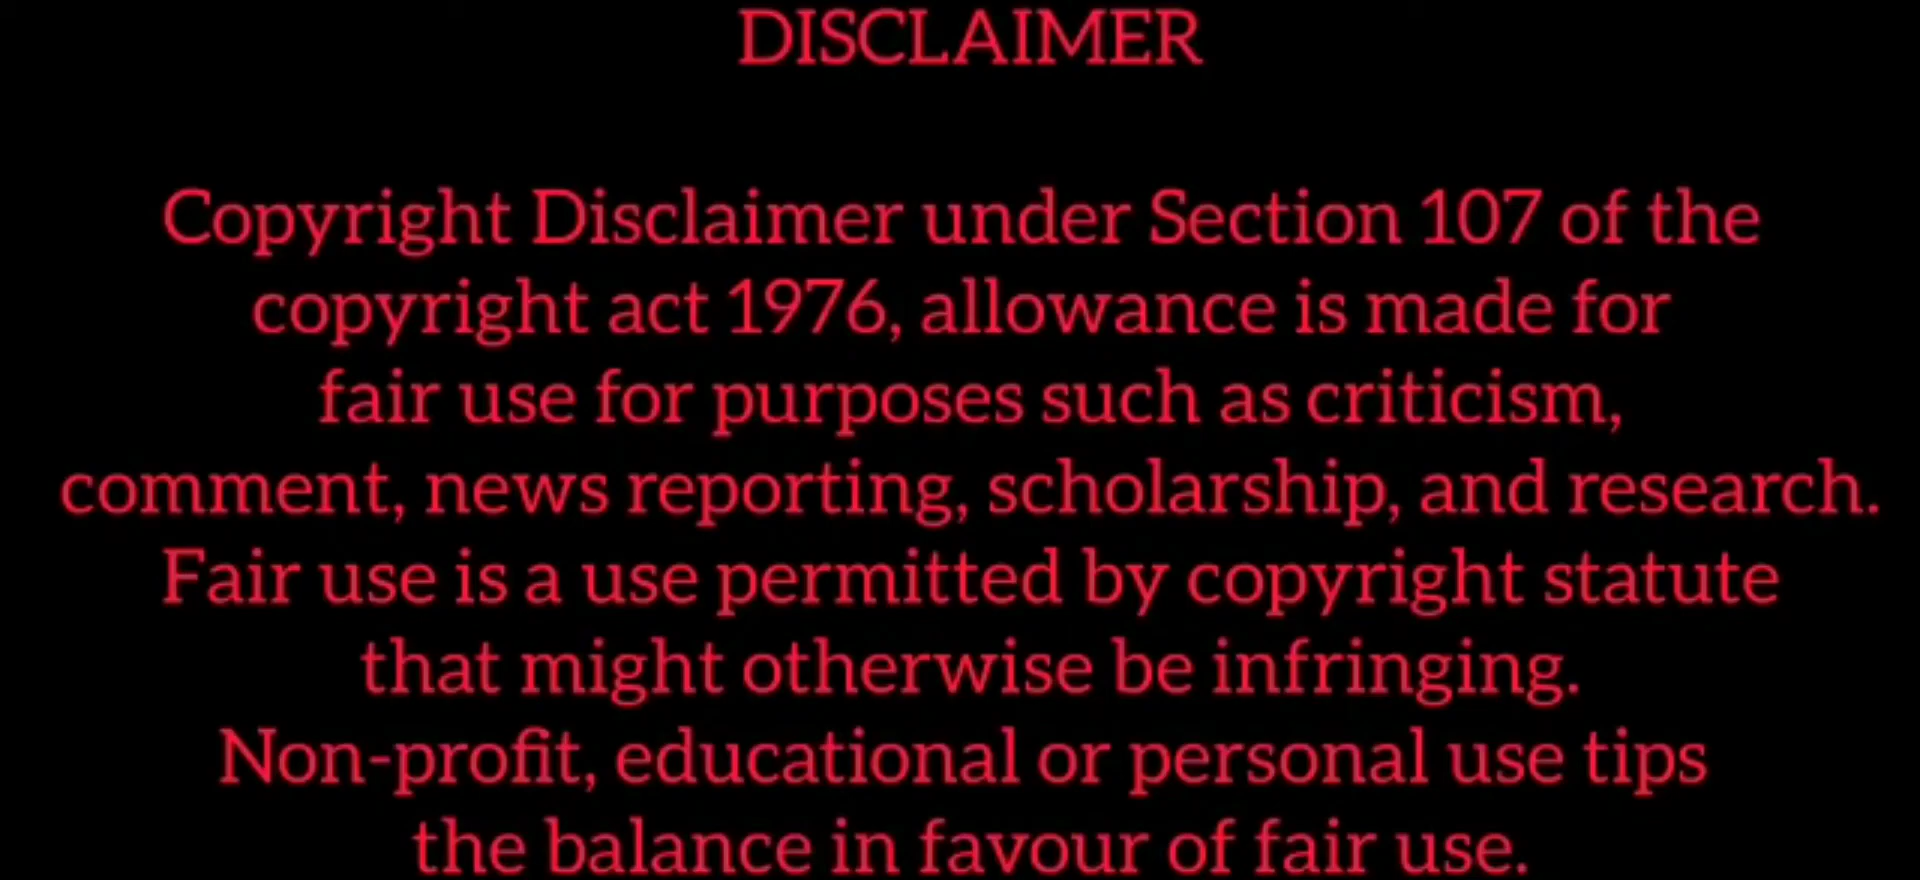 DISCLAIMER
Copyright Disclaimer under Section 107 of the
copyright act 1976, allowance is made for
fair use for purposes such as criticism,
comment, news reporting, scholarship, and research.
Fair use is a use permitted by copyright statute
that might otherwise be infringing.
Non-profit, educational or personal use tips
the balance in favour of fair use.